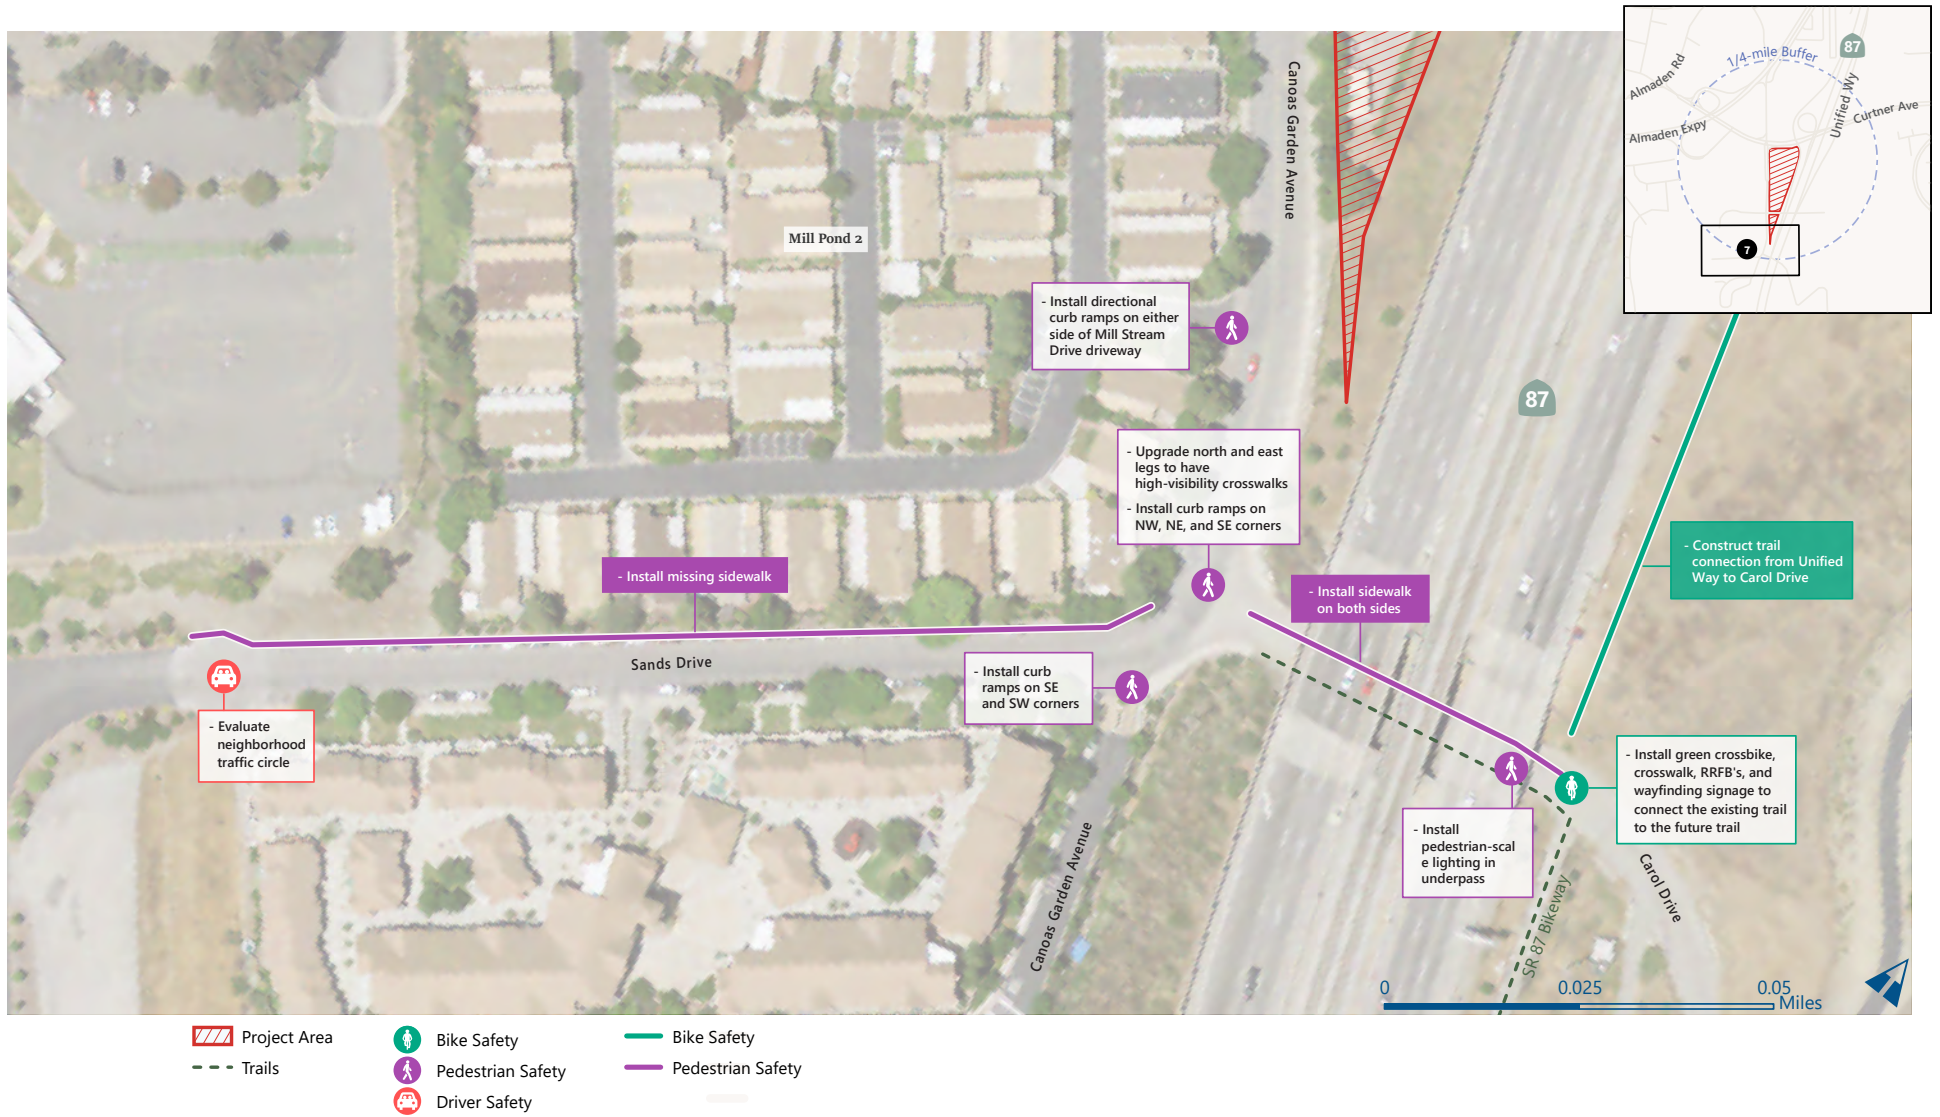 87
1/4-mile Buffer
Almaden Rd
Unified Wy
Curtner Ave
Almaden Expy
7
Canoas Garden Avenue
Mill Pond 2
- Install directional
curb ramps on either
side of Mill Stream
Drive driveway
87
- Upgrade north and east
legs to have
high-visibility crosswalks
- Install curb ramps on
NW, NE, and SE corners
- Construct trail
connection from Unified
Way to Carol Drive
- Install missing sidewalk
- Install sidewalk
on both sides
Sands Drive
- Install curb
ramps on SE
and SW corners
- Evaluate
neighborhood
traffic circle
- Install green crossbike,
crosswalk, RRFB's, and
wayfinding signage to
connect the existing trail
to the future trail
- Install
pedestrian-scal
e lighting in
underpass
Canoas Garden Avenue
Carol Drive
SR 87 Bikeway
0 0.025 0.05
Miles
Project Area
Trails
Bike Safety
Pedestrian Safety
Driver Safety
Bike Safety
Pedestrian Safety